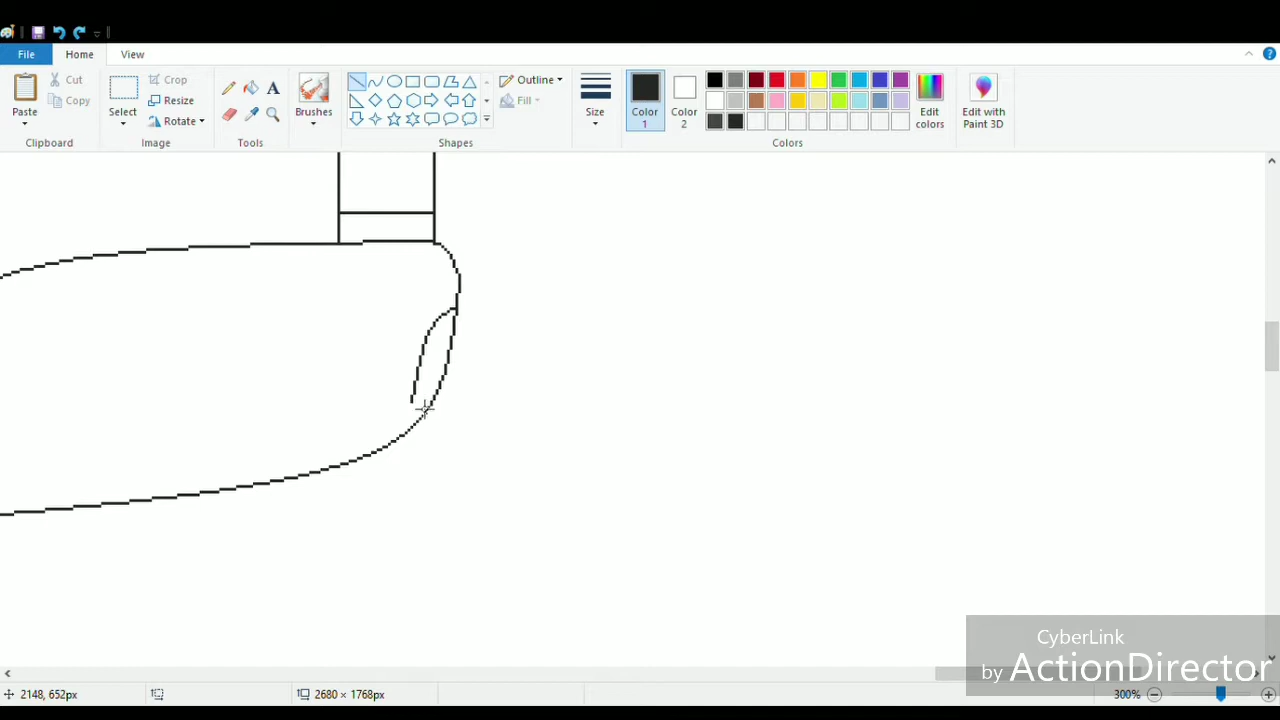 File Home View
Paste Cut Copy Select Crop Resize Rotate A Brushes Outline Fill Size Color 1 Color 2 Edit colors Edit with Paint 3D
Clipboard Image Tools Shapes Colors
CyberLink
by ActionDirector
2148, 652px 2680 × 1768px 300%